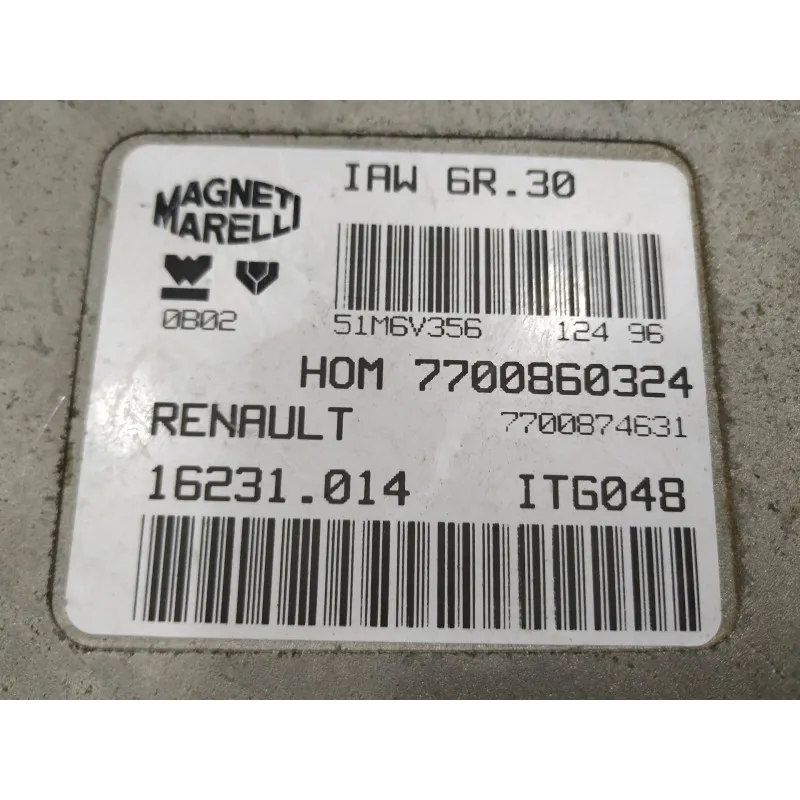 IAW 6R.30
MAGNETI
MARELLI
0B02
51M6V356 124 96
HOM 7700860324
RENAULT 7700874631
16231.014 ITG048